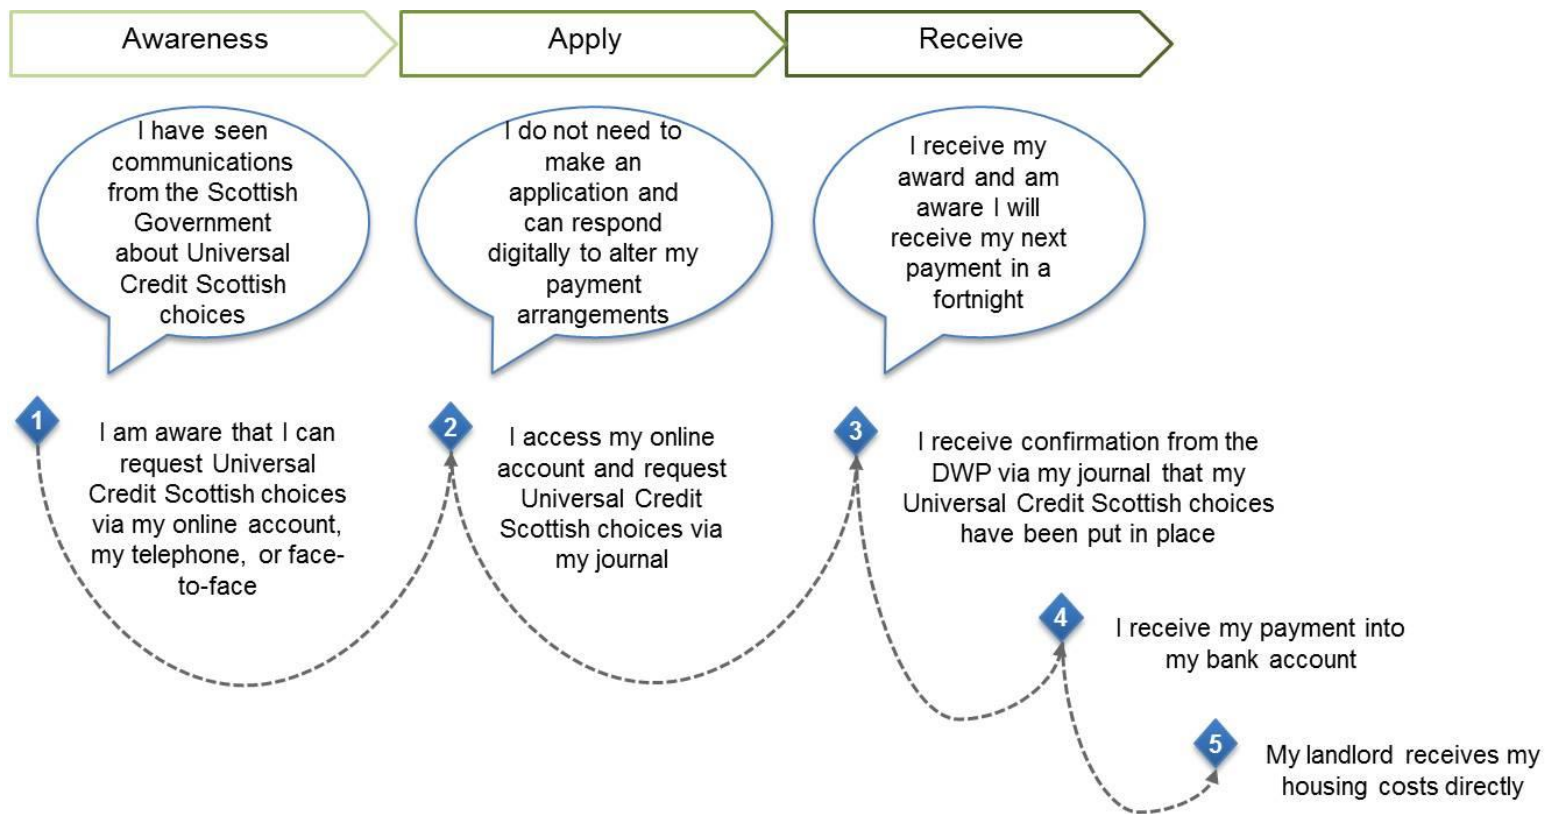 Awareness
Apply
Receive
I have seen
communications
from the Scottish
Government
about Universal
Credit Scottish
choices
I do not need to
make an
application and
can respond
digitally to alter my
payment
arrangements
I receive my
award and am
aware I will
receive my next
payment in a
fortnight
1
I am aware that I can
request Universal
Credit Scottish choices
via my online account,
my telephone, or face-
to-face
2
I access my online
account and request
Universal Credit
Scottish choices via
my journal
3
I receive confirmation from the
DWP via my journal that my
Universal Credit Scottish choices
have been put in place
4
I receive my payment into
my bank account
5
My landlord receives my
housing costs directly